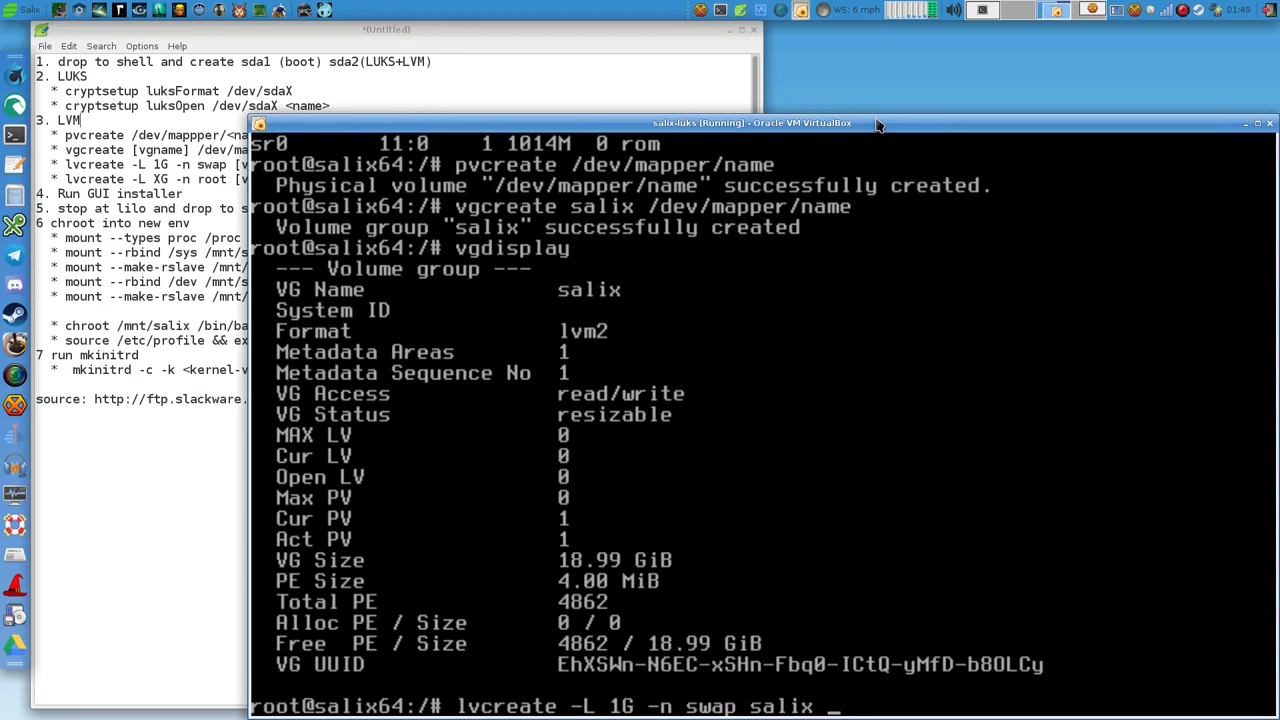 Salix
WS: 6 mph
01:49
*(Untitled)
File Edit Search Options Help
1. drop to shell and create sda1 (boot) sda2(LUKS+LVM)
2. LUKS
* cryptsetup luksFormat /dev/sdaX
* cryptsetup luksOpen /dev/sdaX <name>
3. LVM
* pvcreate /dev/mappper/<na
* vgcreate [vgname] /dev/ma
* lvcreate -L 1G -n swap [v
* lvcreate -L XG -n root [v
4. Run GUI installer
5. stop at lilo and drop to s
6 chroot into new env
* mount --types proc /proc
* mount --rbind /sys /mnt/s
* mount --make-rslave /mnt/
* mount --rbind /dev /mnt/s
* mount --make-rslave /mnt/
* chroot /mnt/salix /bin/ba
* source /etc/profile && ex
7 run mkinitrd
* mkinitrd -c -k <kernel-v
source: http://ftp.slackware.
salix-luks [Running] - Oracle VM VirtualBox
sr0 11:0 1 1014M 0 rom
root@salix64:/# pvcreate /dev/mapper/name
Physical volume "/dev/mapper/name" successfully created.
root@salix64:/# vgcreate salix /dev/mapper/name
Volume group "salix" successfully created
root@salix64:/# vgdisplay
--- Volume group ---
VG Name salix
System ID
Format lvm2
Metadata Areas 1
Metadata Sequence No 1
VG Access read/write
VG Status resizable
MAX LV 0
Cur LV 0
Open LV 0
Max PV 0
Cur PV 1
Act PV 1
VG Size 18.99 GiB
PE Size 4.00 MiB
Total PE 4862
Alloc PE / Size 0 / 0
Free PE / Size 4862 / 18.99 GiB
VG UUID EhXSWn-N6EC-xSHn-Fbq0-ICtQ-yMfD-b8OLCy
root@salix64:/# lvcreate -L 1G -n swap salix _